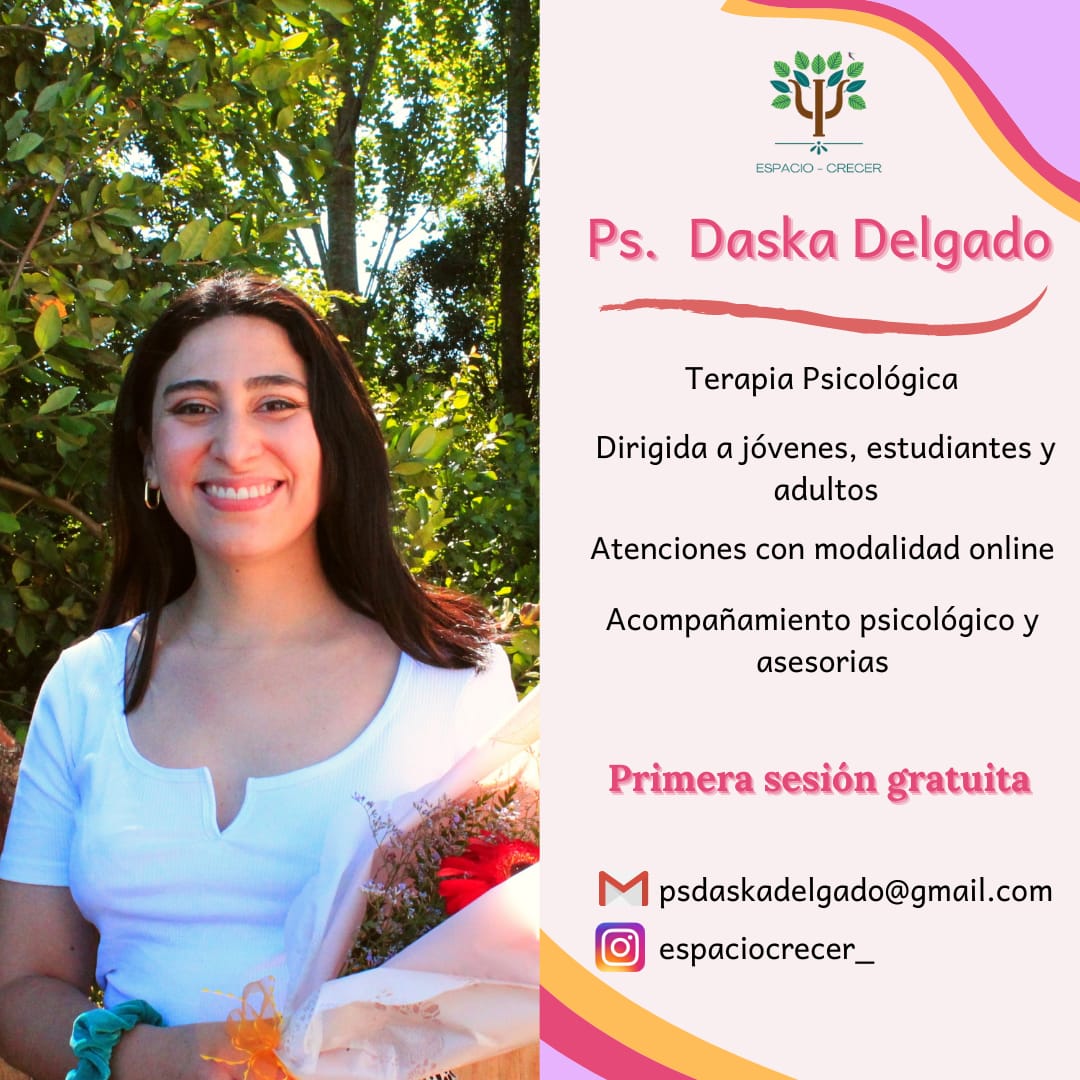 ESPACIO - CRECER
Ps. Daska Delgado
Terapia Psicológica
Dirigida a jóvenes, estudiantes y
adultos
Atenciones con modalidad online
Acompañamiento psicológico y
asesorias
Primera sesión gratuita
psdaskadelgado@gmail.com
espaciocrecer_